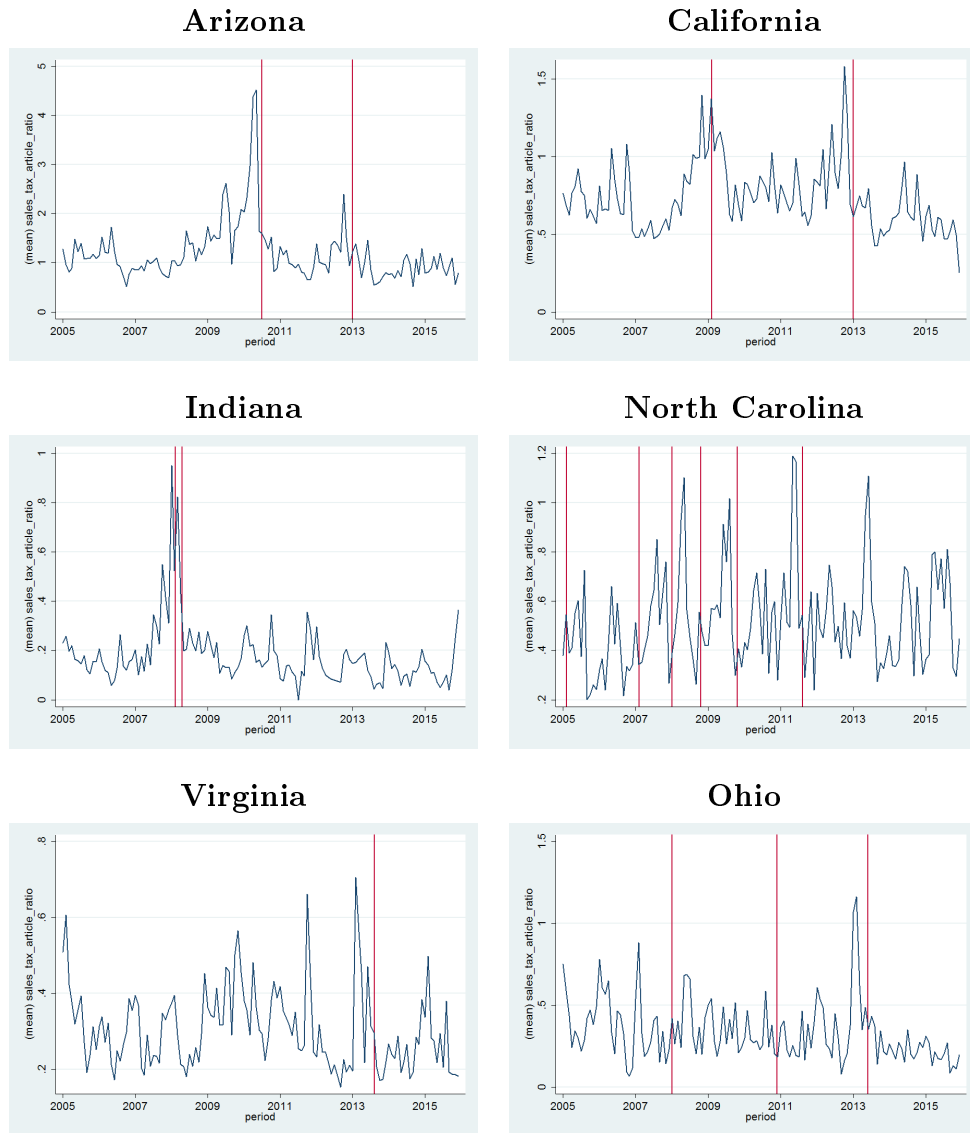 Arizona
California
(mean) sales_tax_article_ratio
0 1 2 3 4 5
2005 2007 2009 2011 2013 2015
period
(mean) sales_tax_article_ratio
0 .5 1 1.5
2005 2007 2009 2011 2013 2015
period
Indiana
North Carolina
(mean) sales_tax_article_ratio
0 .2 .4 .6 .8 1
2005 2007 2009 2011 2013 2015
period
(mean) sales_tax_article_ratio
.2 .4 .6 .8 1 1.2
2005 2007 2009 2011 2013 2015
period
Virginia
Ohio
(mean) sales_tax_article_ratio
.2 .4 .6 .8
2005 2007 2009 2011 2013 2015
period
(mean) sales_tax_article_ratio
0 .5 1 1.5
2005 2007 2009 2011 2013 2015
period